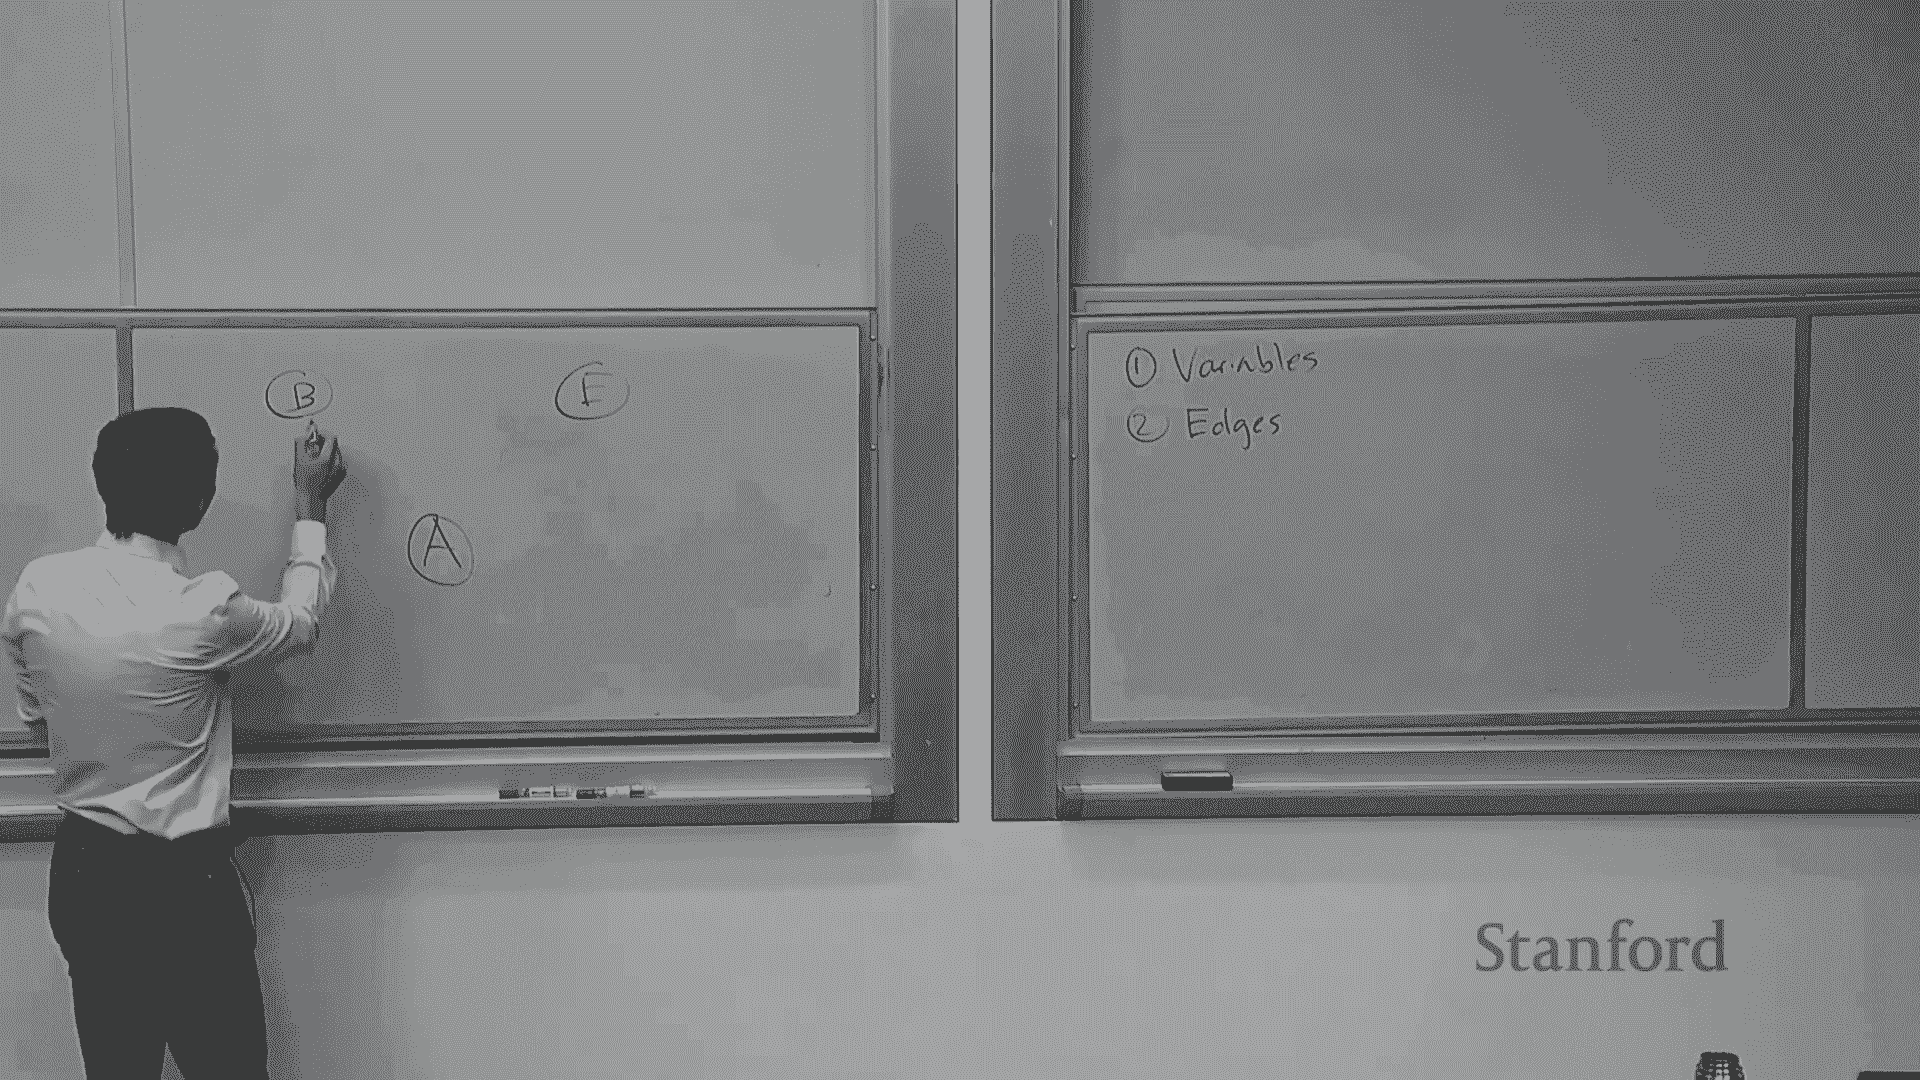 B
E
A
① Variables
② Edges
Stanford